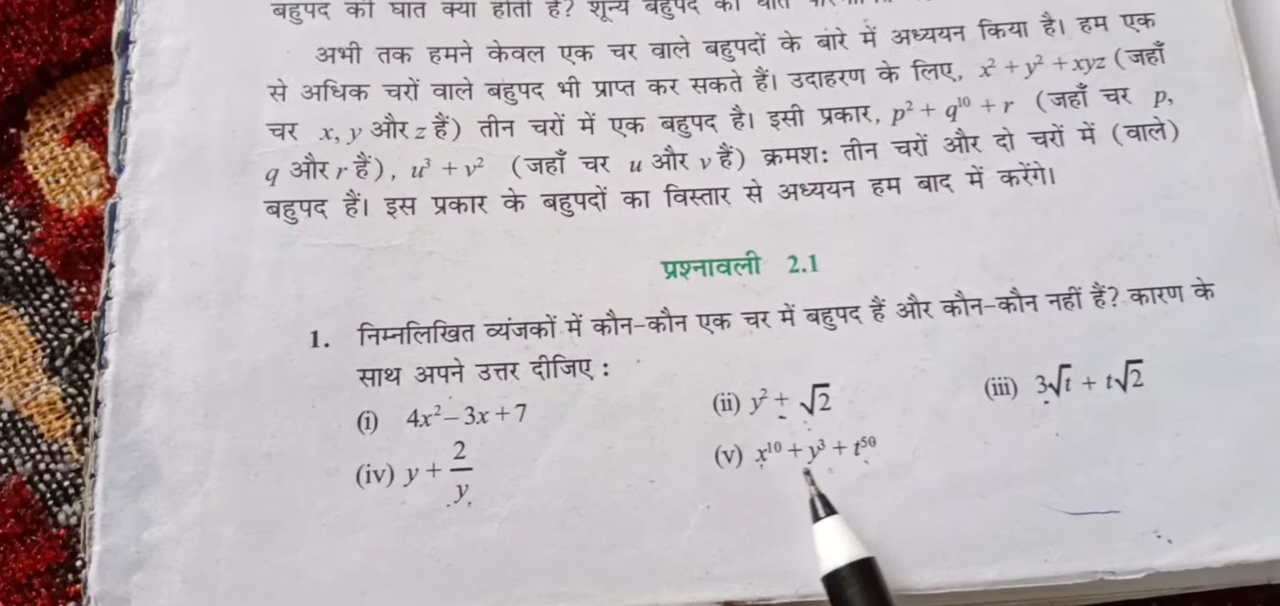 बहुपद की घात क्या होती है? शून्य बहुपद की घात
अभी तक हमने केवल एक चर वाले बहुपदों के बारे में अध्ययन किया है। हम एक
से अधिक चरों वाले बहुपद भी प्राप्त कर सकते हैं। उदाहरण के लिए, x² + y² + xyz (जहाँ
चर x, y और z हैं) तीन चरों में एक बहुपद है। इसी प्रकार, p² + q¹⁰ + r (जहाँ चर p,
q और r हैं), u³ + v² (जहाँ चर u और v हैं) क्रमशः तीन चरों और दो चरों में (वाले)
बहुपद हैं। इस प्रकार के बहुपदों का विस्तार से अध्ययन हम बाद में करेंगे।
प्रश्नावली 2.1
1. निम्नलिखित व्यंजकों में कौन-कौन एक चर में बहुपद हैं और कौन-कौन नहीं हैं? कारण के
साथ अपने उत्तर दीजिए :
(i) 4x² – 3x + 7 (ii) y² + √2 (iii) 3√t + t√2
(iv) y + 2/y (v) x¹⁰ + y³ + t⁵⁰